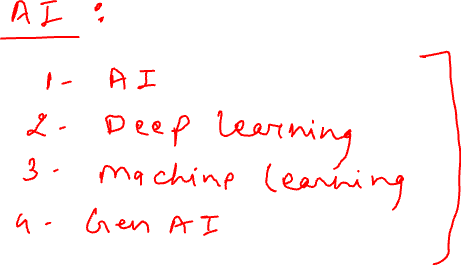 AI :
1- AI
2- Deep Learning
3- Machine Learning
4- Gen AI